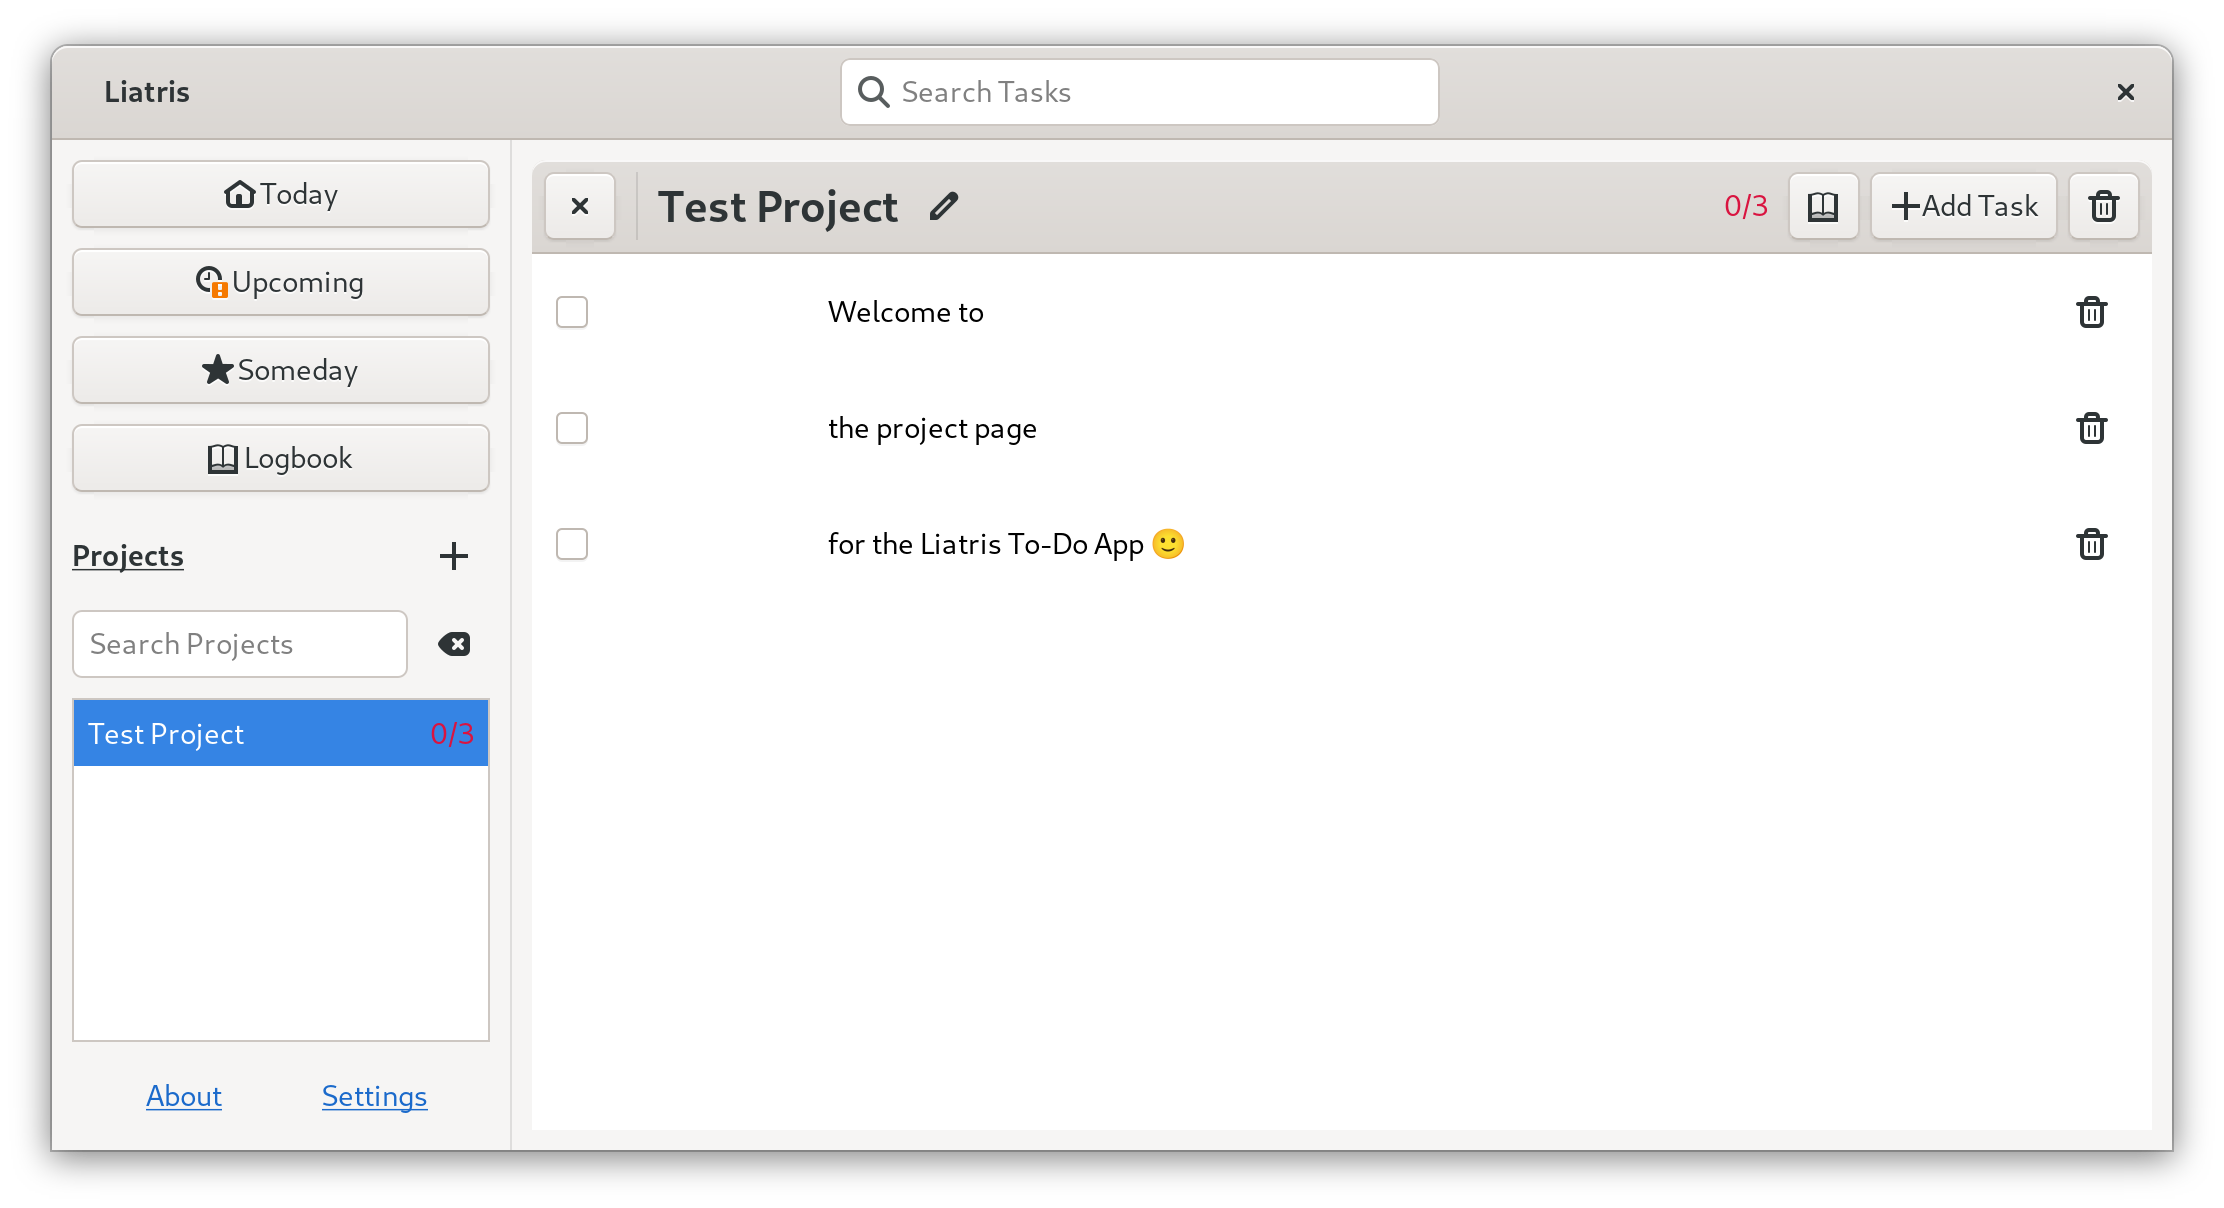 Liatris
Search Tasks
Today
Upcoming
Someday
Logbook
Projects
Search Projects
Test Project 0/3
About Settings
Test Project 0/3 Add Task
Welcome to
the project page
for the Liatris To-Do App 🙂